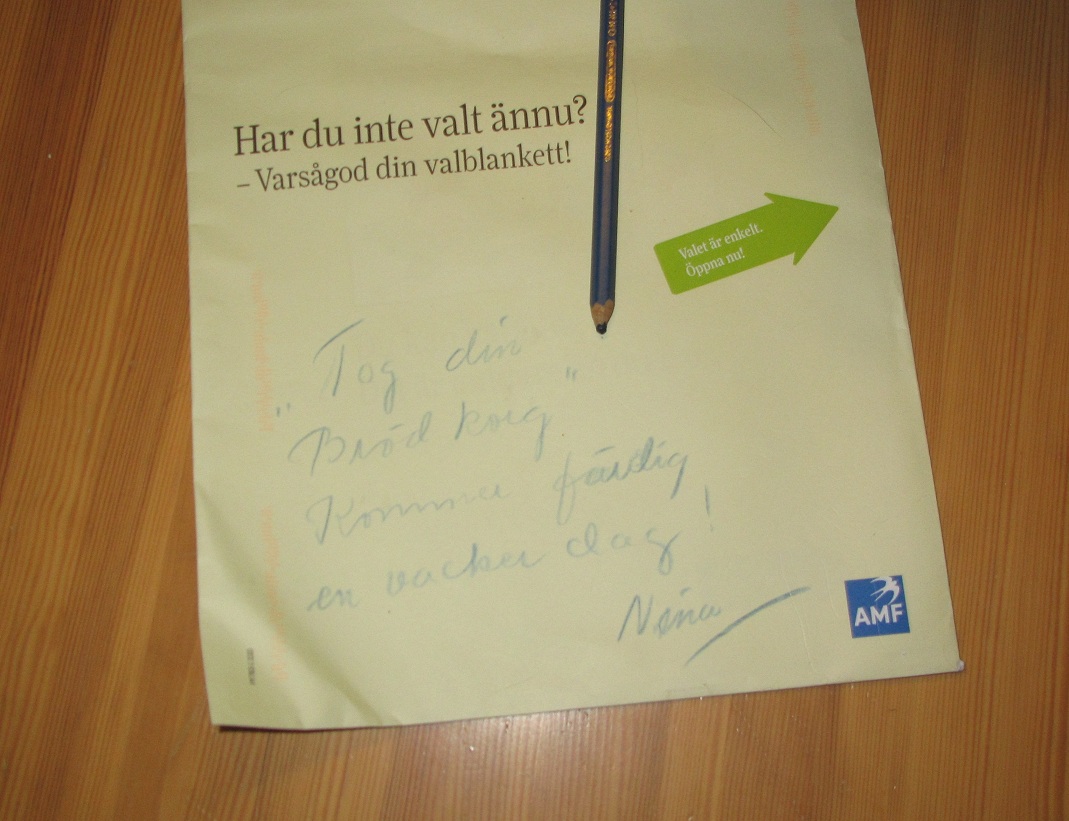 Har du inte valt ännu?
– Varsågod din valblankett!
Valet är enkelt.
Öppna nu!
" Tog din
Bröd korg "
Kommer färdig
en vacker dag!
Nina
AMF